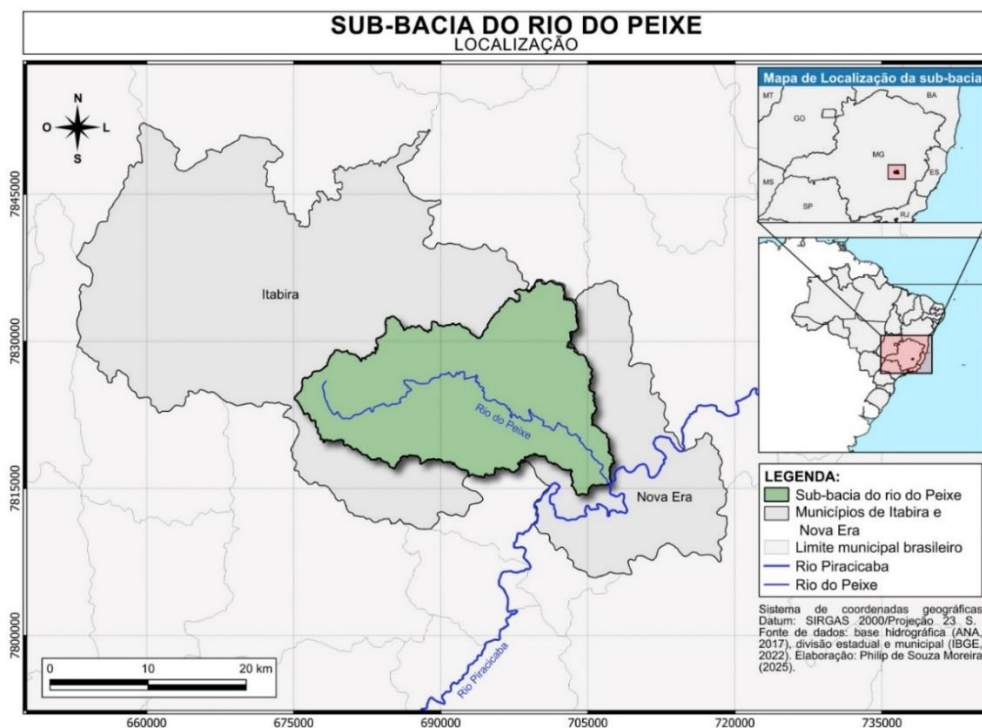 SUB-BACIA DO RIO DO PEIXE
LOCALIZAÇÃO
N
O
L
S
Itabira
Rio do Peixe
Nova Era
Rio Piracicaba
0 10 20 km
7845000
7830000
7815000
7800000
660000 675000 690000 705000 720000 735000
Mapa de Localização da sub-bacia
MT
GO
BA
MG
ES
MS
SP
RJ
LEGENDA:
Sub-bacia do rio do Peixe
Municípios de Itabira e
Nova Era
Limite municipal brasileiro
Rio Piracicaba
Rio do Peixe
Sistema de coordenadas geográficas
Datum: SIRGAS 2000/Projeção 23 S.
Fonte de dados: base hidrográfica (ANA,
2017), divisão estadual e municipal (IBGE,
2022). Elaboração: Philip de Souza Moreira
(2025).